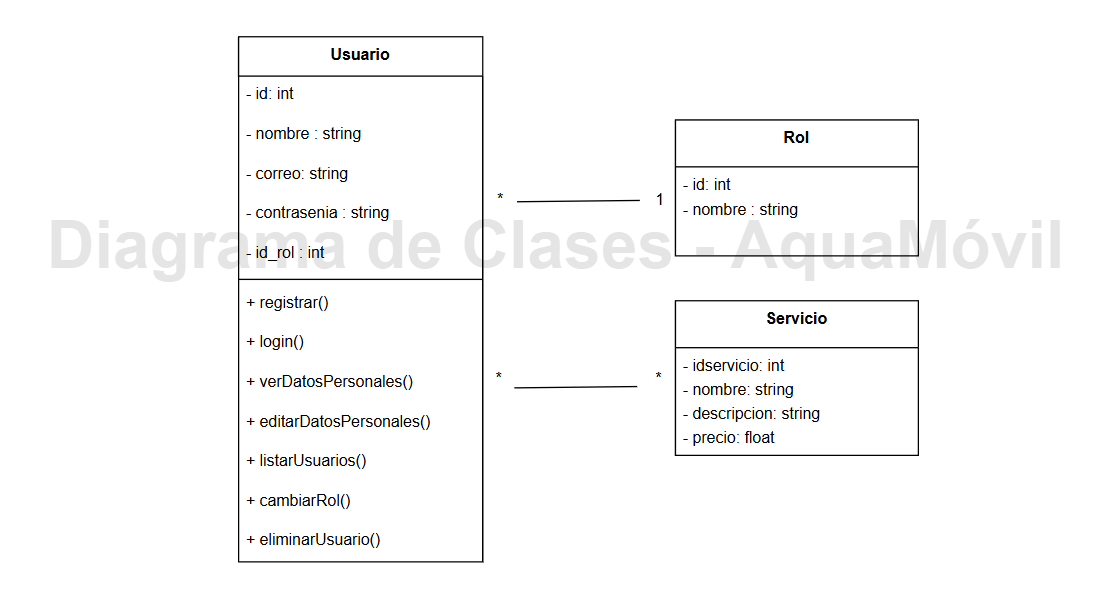 Usuario
- id: int
- nombre : string
- correo: string
- contrasenia : string
- id_rol : int
+ registrar()
+ login()
+ verDatosPersonales()
+ editarDatosPersonales()
+ listarUsuarios()
+ cambiarRol()
+ eliminarUsuario()
* 1
Rol
- id: int
- nombre : string
Diagrama de Clases - AquaMóvil
* *
Servicio
- idservicio: int
- nombre: string
- descripcion: string
- precio: float